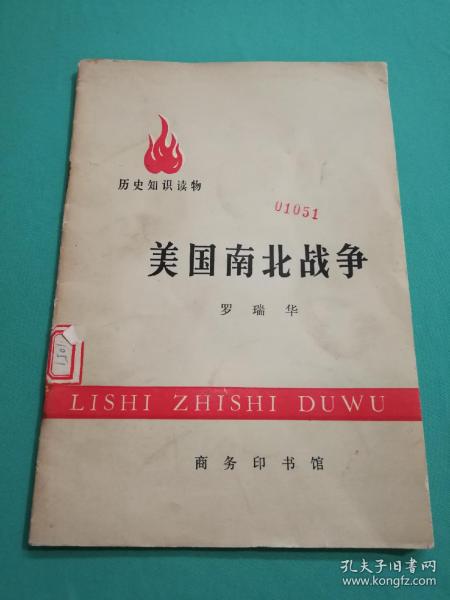 历史知识读物
01051
美国南北战争
罗瑞华
LISHI ZHISHI DUWU
商务印书馆
孔夫子旧书网
www.kongfz.com